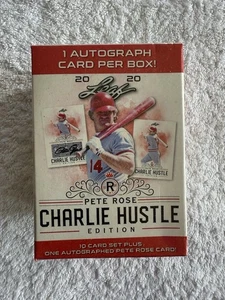 1 AUTOGRAPH
CARD PER BOX!
20 Leaf 20
CHARLIE HUSTLE
CHARLIE HUSTLE
14
R
PETE ROSE
CHARLIE HUSTLE
EDITION
10 CARD SET PLUS
ONE AUTOGRAPHED PETE ROSE CARD!